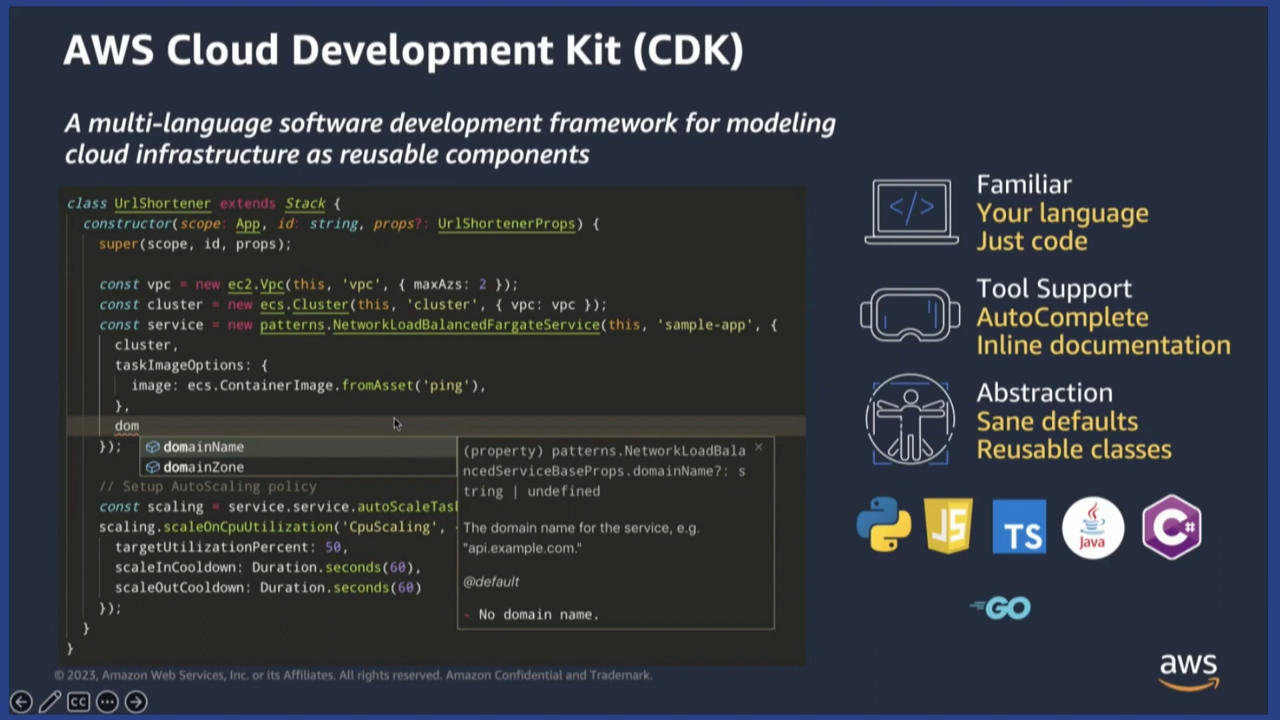 AWS Cloud Development Kit (CDK)
A multi-language software development framework for modeling
cloud infrastructure as reusable components
class UrlShortener extends Stack {
constructor(scope: App, id: string, props?: UrlShortenerProps) {
super(scope, id, props);
const vpc = new ec2.Vpc(this, 'vpc', { maxAzs: 2 });
const cluster = new ecs.Cluster(this, 'cluster', { vpc: vpc });
const service = new patterns.NetworkLoadBalancedFargateService(this, 'sample-app', {
cluster,
taskImageOptions: {
image: ecs.ContainerImage.fromAsset('ping'),
},
dom
});
domainName
domainZone
(property) patterns.NetworkLoadBala
ncedServiceBaseProps.domainName?: s
tring | undefined
The domain name for the service, e.g.
"api.example.com."
@default
- No domain name.
// Setup AutoScaling policy
const scaling = service.service.autoScaleTas
scaling.scaleOnCpuUtilization('CpuScaling',
targetUtilizationPercent: 50,
scaleInCooldown: Duration.seconds(60),
scaleOutCooldown: Duration.seconds(60)
});
}
}
Familiar
Your language
Just code
Tool Support
AutoComplete
Inline documentation
Abstraction
Sane defaults
Reusable classes
JS
TS
Java
C#
GO
© 2023, Amazon Web Services, Inc. or its Affiliates. All rights reserved. Amazon Confidential and Trademark.
aws
CC